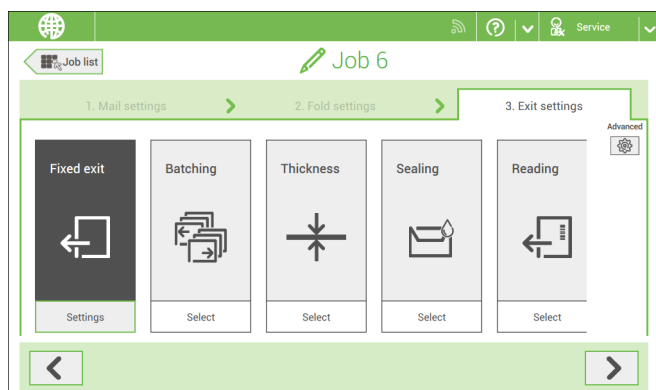 Service
Job list
Job 6
1. Mail settings
2. Fold settings
3. Exit settings
Advanced
Fixed exit
Batching
Thickness
Sealing
Reading
Settings
Select
Select
Select
Select